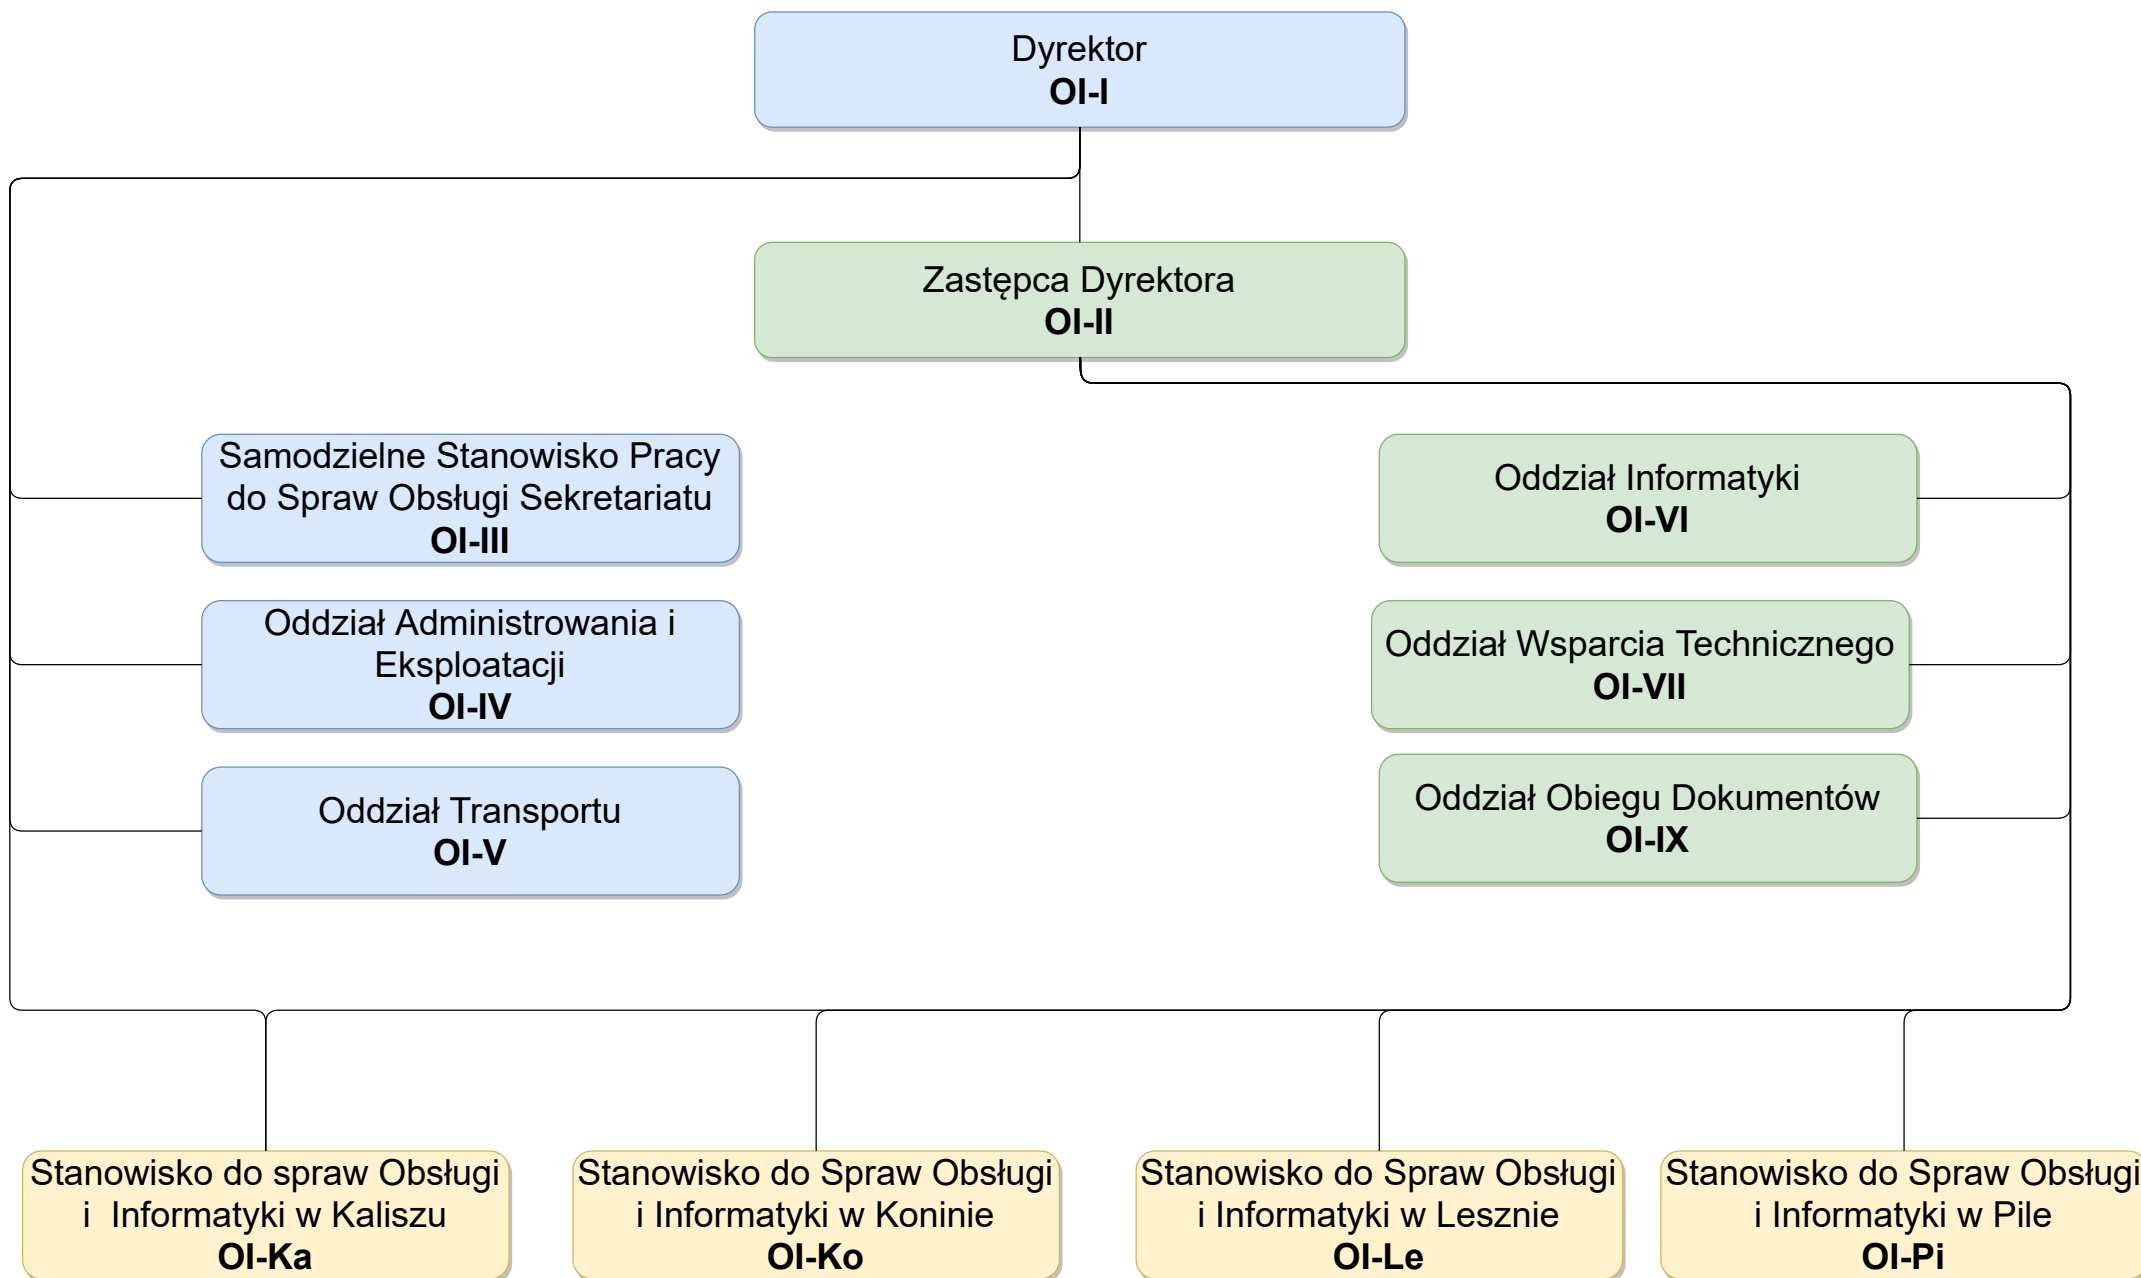 Dyrektor
OI-I
Zastępca Dyrektora
OI-II
Samodzielne Stanowisko Pracy
do Spraw Obsługi Sekretariatu
OI-III
Oddział Administrowania i
Eksploatacji
OI-IV
Oddział Transportu
OI-V
Oddział Informatyki
OI-VI
Oddział Wsparcia Technicznego
OI-VII
Oddział Obiegu Dokumentów
OI-IX
Stanowisko do spraw Obsługi
i  Informatyki w Kaliszu
OI-Ka
Stanowisko do Spraw Obsługi
i Informatyki w Koninie
OI-Ko
Stanowisko do Spraw Obsługi
i Informatyki w Lesznie
OI-Le
Stanowisko do Spraw Obsługi
i Informatyki w Pile
OI-Pi